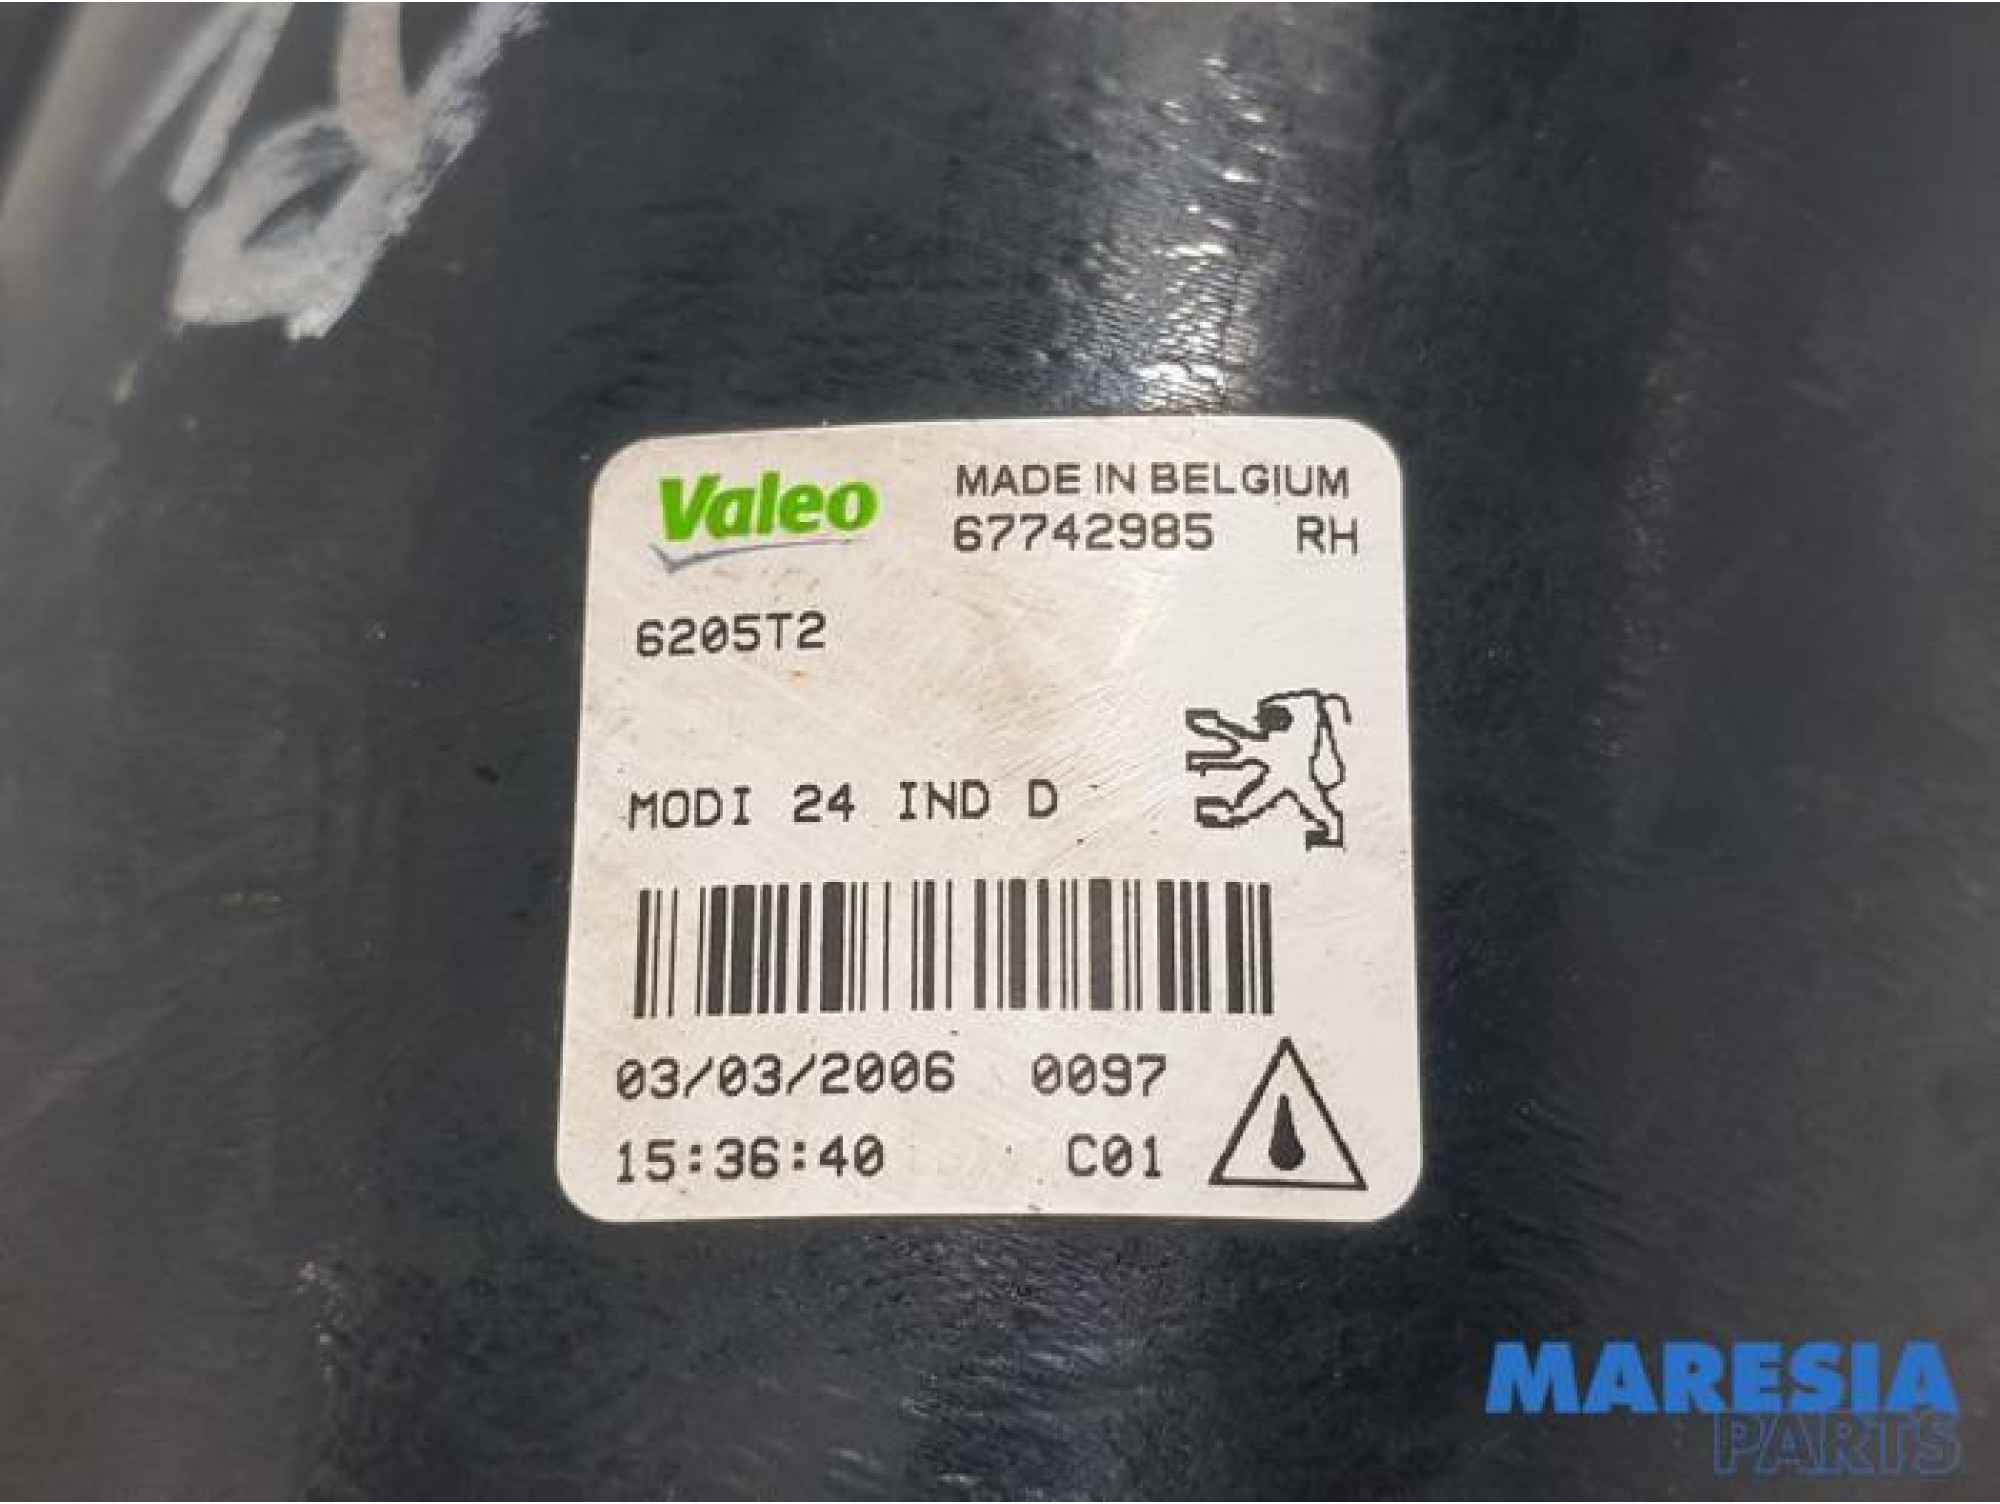 Valeo
MADE IN BELGIUM
67742985 RH
6205T2
MODI 24 IND D
03/03/2006 0097
15:36:40 C01
MARESIA
PARTS